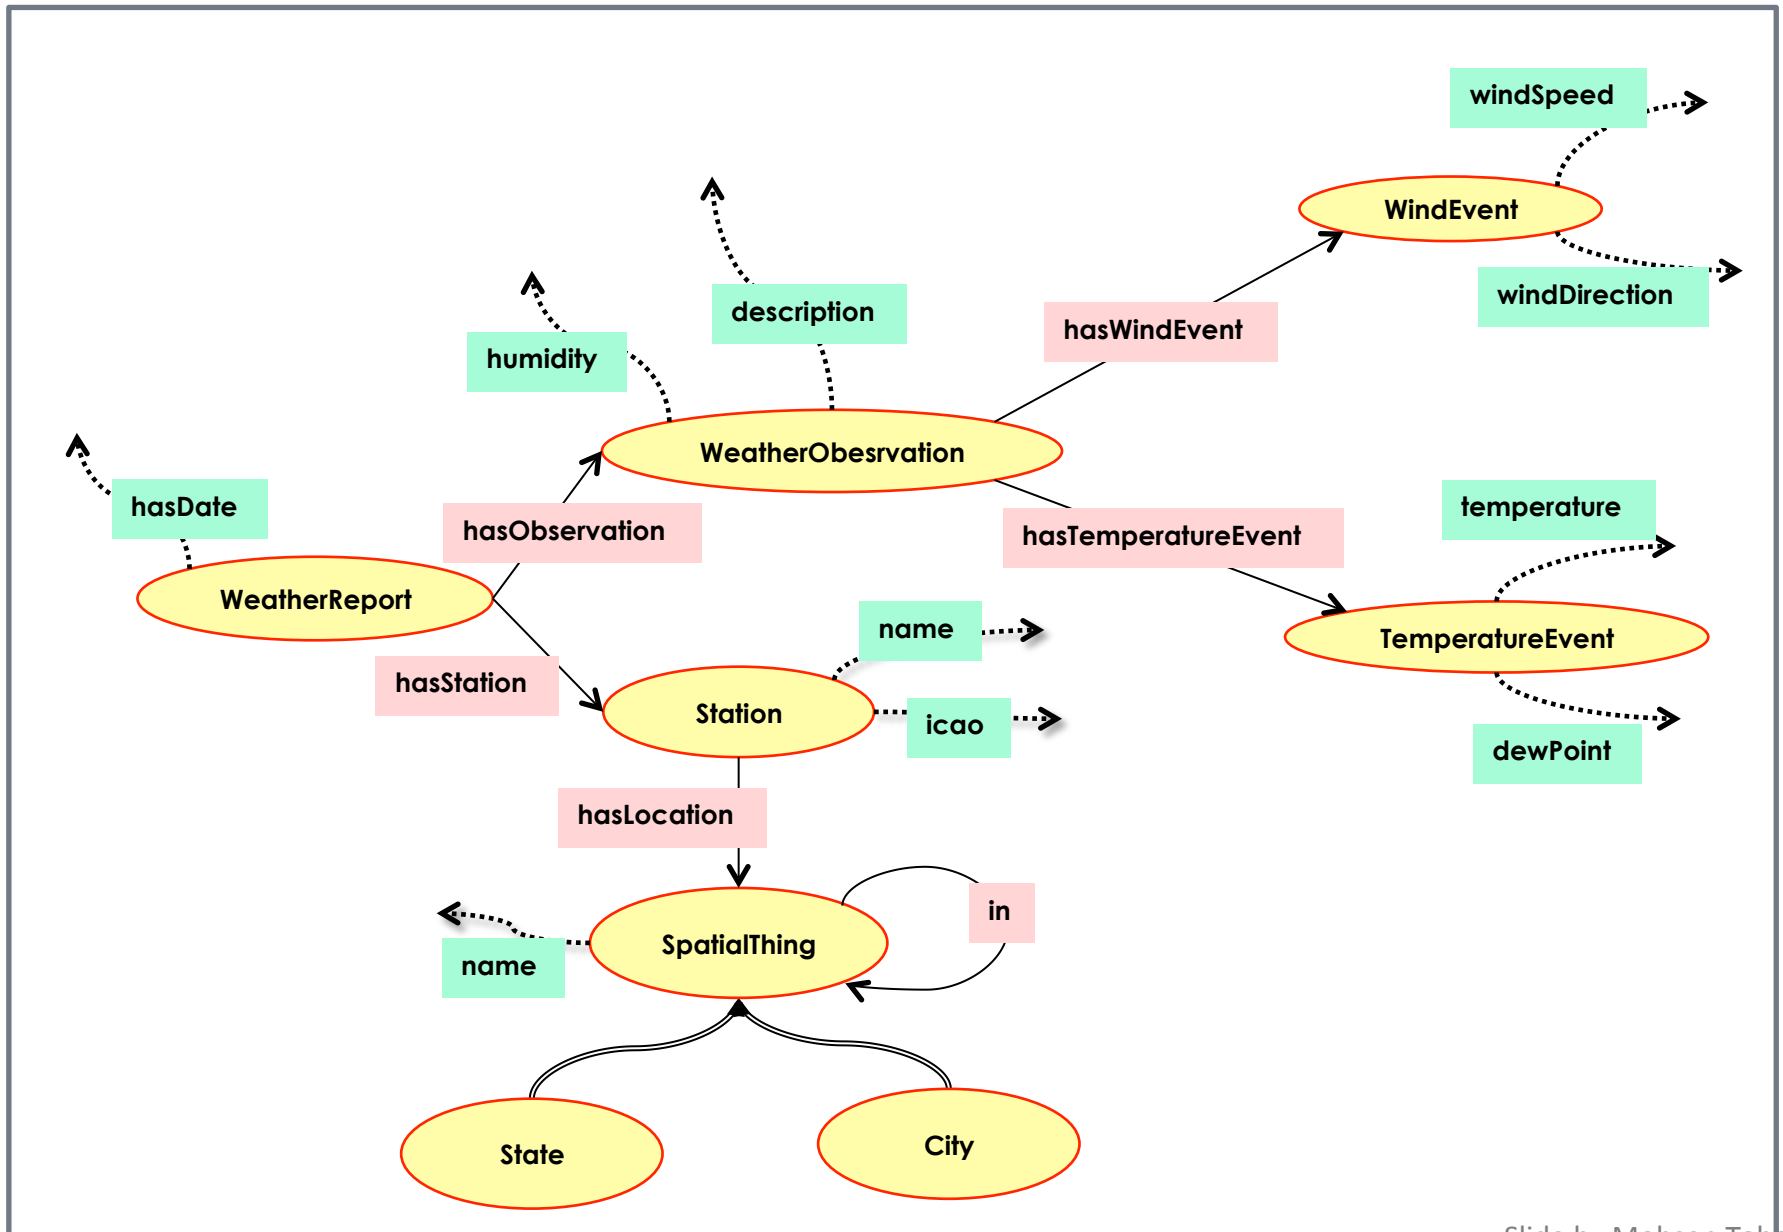 windSpeed
WindEvent
windDirection
description
hasWindEvent
humidity
WeatherObesrvation
hasDate
hasObservation
temperature
hasTemperatureEvent
WeatherReport
name
TemperatureEvent
hasStation
Station
icao
dewPoint
hasLocation
in
SpatialThing
name
State
City